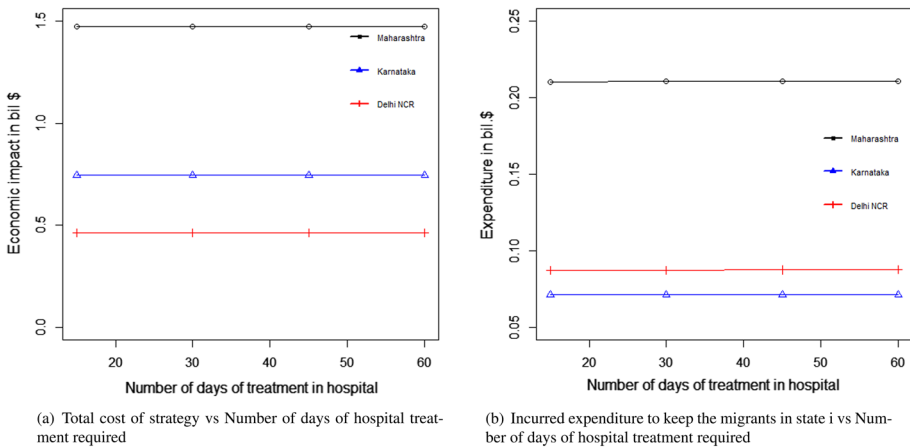 1.5
1.0
0.5
0.0
Economic impact in bil $
Maharashtra
Karnataka
Delhi NCR
20 30 40 50 60
Number of days of treatment in hospital
(a) Total cost of strategy vs Number of days of hospital treat-
ment required
0.25
0.20
0.15
0.10
0.05
Expenditure in bil.$
Maharashtra
Karnataka
Delhi NCR
20 30 40 50 60
Number of days of treatment in hospital
(b) Incurred expenditure to keep the migrants in state i vs Num-
ber of days of hospital treatment required